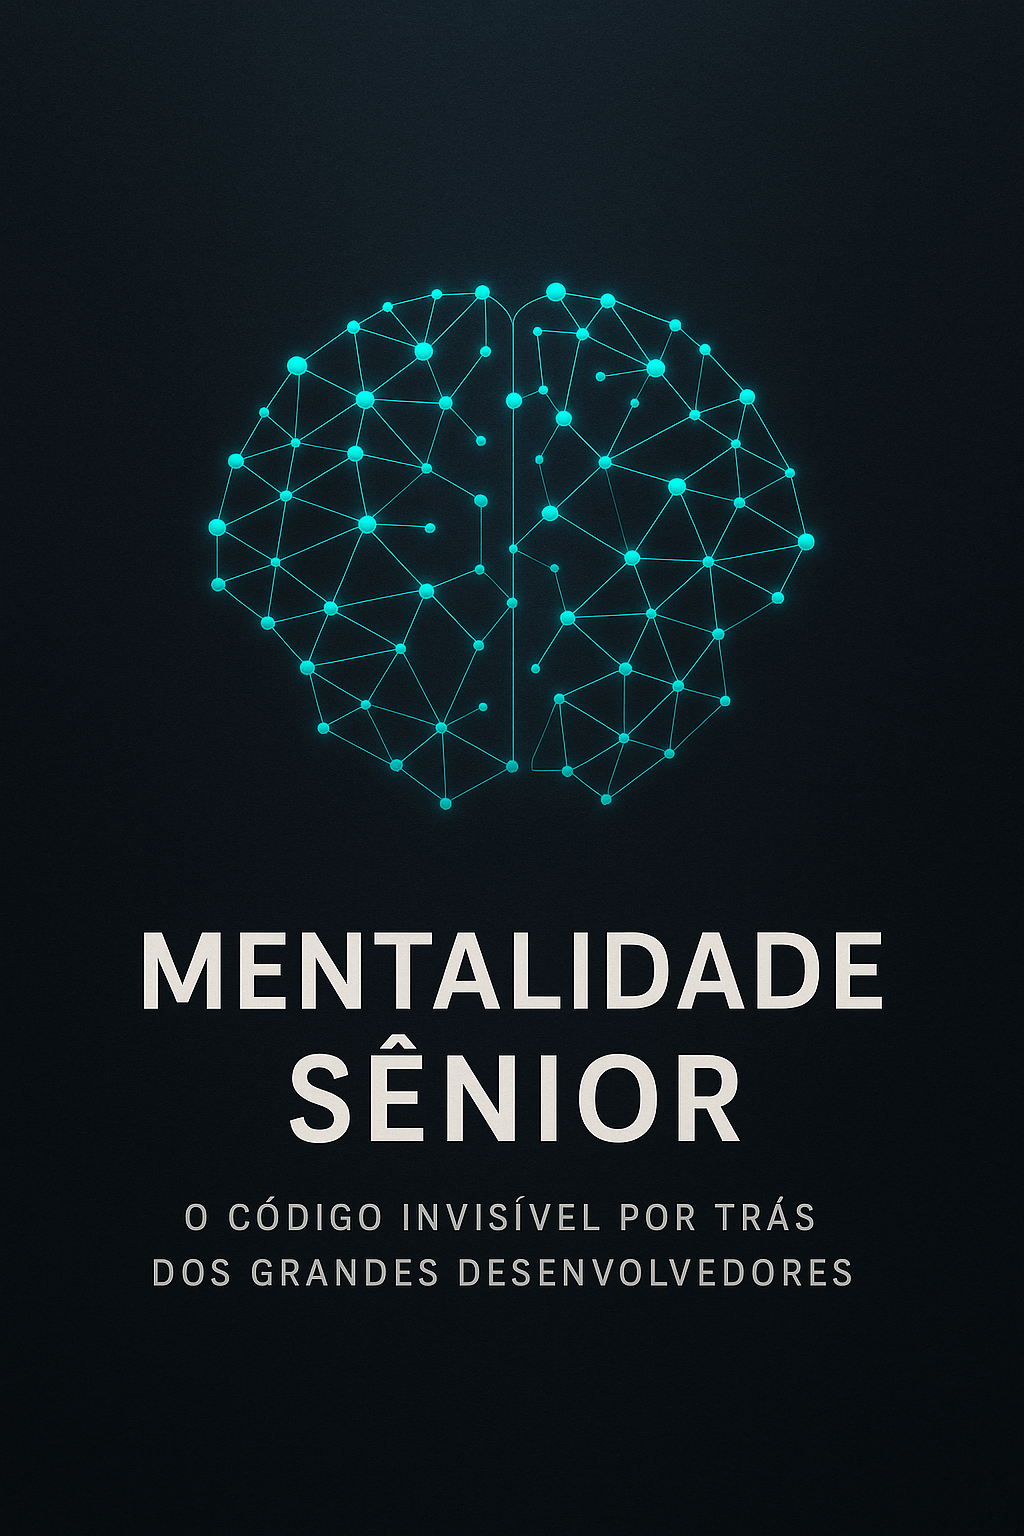 MENTALIDADE
SÊNIOR
O CÓDIGO INVISÍVEL POR TRÁS
DOS GRANDES DESENVOLVEDORES